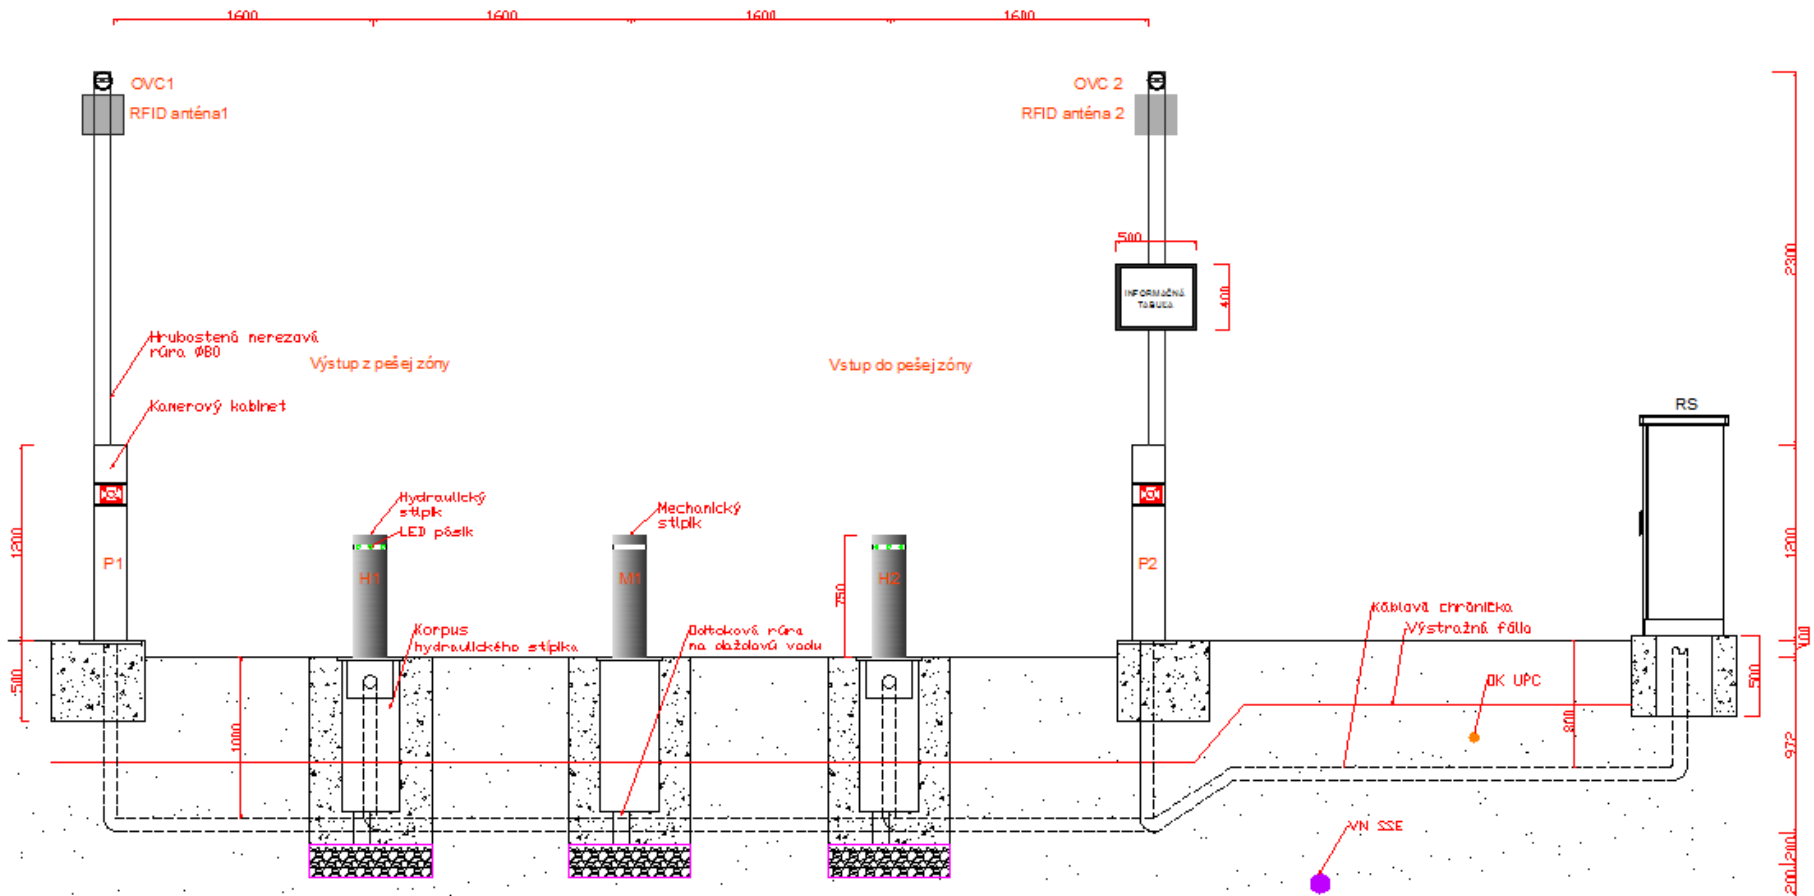 1600 1600 1600 1600
OVC1
RFID anténa1
OVC 2
RFID anténa 2
500
2300
INFORMAČNÁ
TABUĽA
400
Hrubostená nerezavá
rúra Ø80
Výstup z pešej zóny
Vstup do pešej zóny
Kamerový kabinet
RS
Hydraulický
stĺpik
LED pásik
Mechanický
stĺpik
1200
P1
H1
M1
750
H2
P2
1200
Káblová chránička
Výstražná fólia
100
Korpus
hydraulického stĺpika
Odtoková rúra
na dažďovú vodu
500
OK UPC
500
1000
800
972
VN SSE
200
200